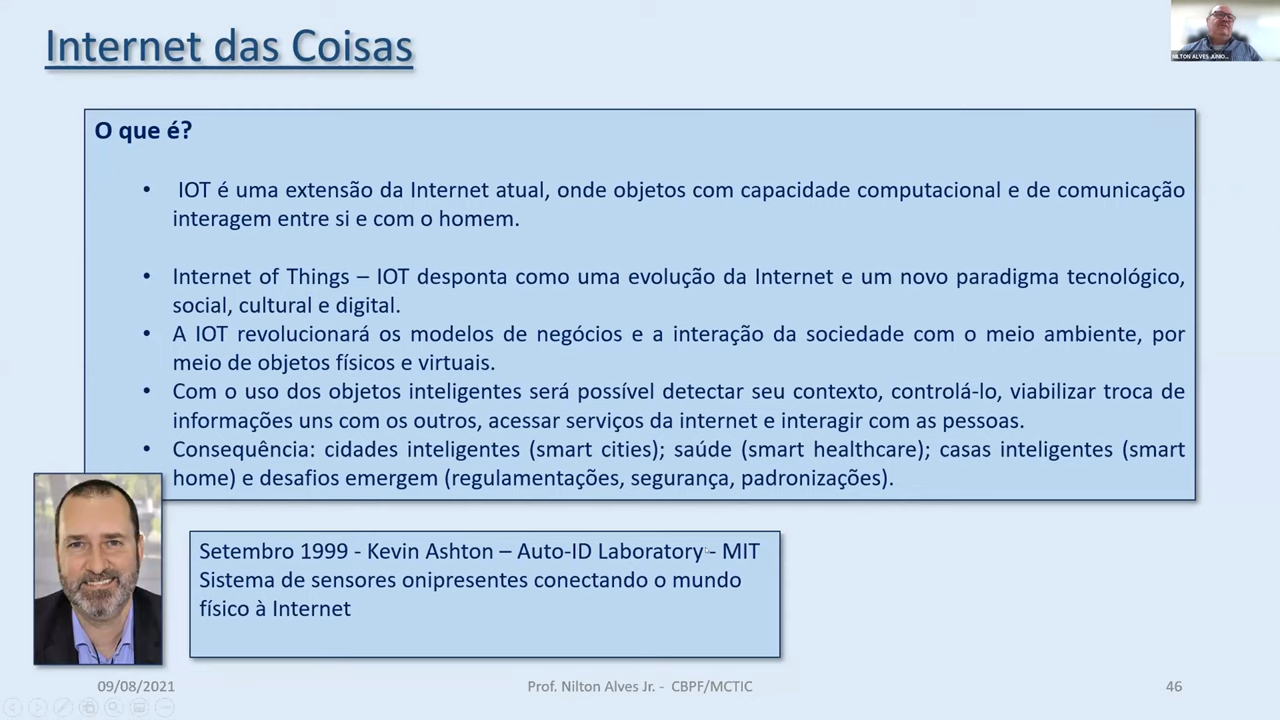 Internet das Coisas
NILTON ALVES JUNIO...
O que é?
• IOT é uma extensão da Internet atual, onde objetos com capacidade computacional e de comunicação
interagem entre si e com o homem.
• Internet of Things – IOT desponta como uma evolução da Internet e um novo paradigma tecnológico,
social, cultural e digital.
• A IOT revolucionará os modelos de negócios e a interação da sociedade com o meio ambiente, por
meio de objetos físicos e virtuais.
• Com o uso dos objetos inteligentes será possível detectar seu contexto, controlá-lo, viabilizar troca de
informações uns com os outros, acessar serviços da internet e interagir com as pessoas.
• Consequência: cidades inteligentes (smart cities); saúde (smart healthcare); casas inteligentes (smart
home) e desafios emergem (regulamentações, segurança, padronizações).
Setembro 1999 - Kevin Ashton – Auto-ID Laboratory - MIT
Sistema de sensores onipresentes conectando o mundo
físico à Internet
09/08/2021
Prof. Nilton Alves Jr. - CBPF/MCTIC
46